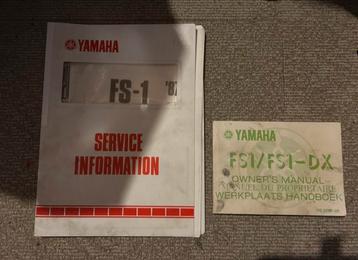 YAMAHA
FS-1 '87
SERVICE
INFORMATION
YAMAHA
FS1/FS1-DX
OWNER'S MANUAL
MANUEL DU PROPRIETAIRE
WERKPLAATS HANDBOEK